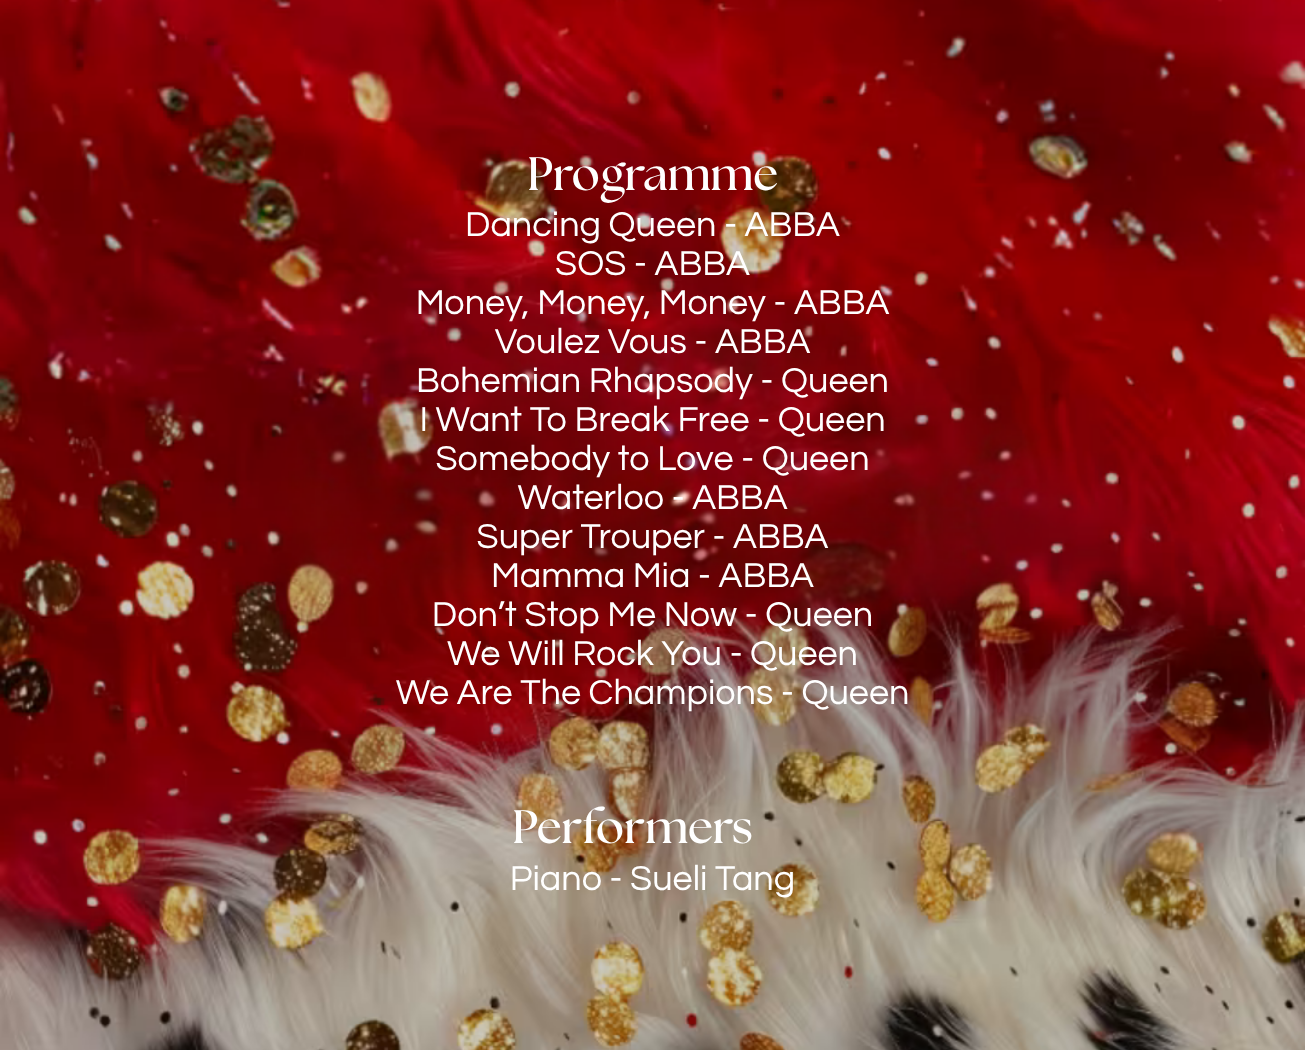 Programme
Dancing Queen - ABBA
SOS - ABBA
Money, Money, Money - ABBA
Voulez Vous - ABBA
Bohemian Rhapsody - Queen
I Want To Break Free - Queen
Somebody to Love - Queen
Waterloo - ABBA
Super Trouper - ABBA
Mamma Mia - ABBA
Don’t Stop Me Now - Queen
We Will Rock You - Queen
We Are The Champions - Queen
Performers
Piano - Sueli Tang